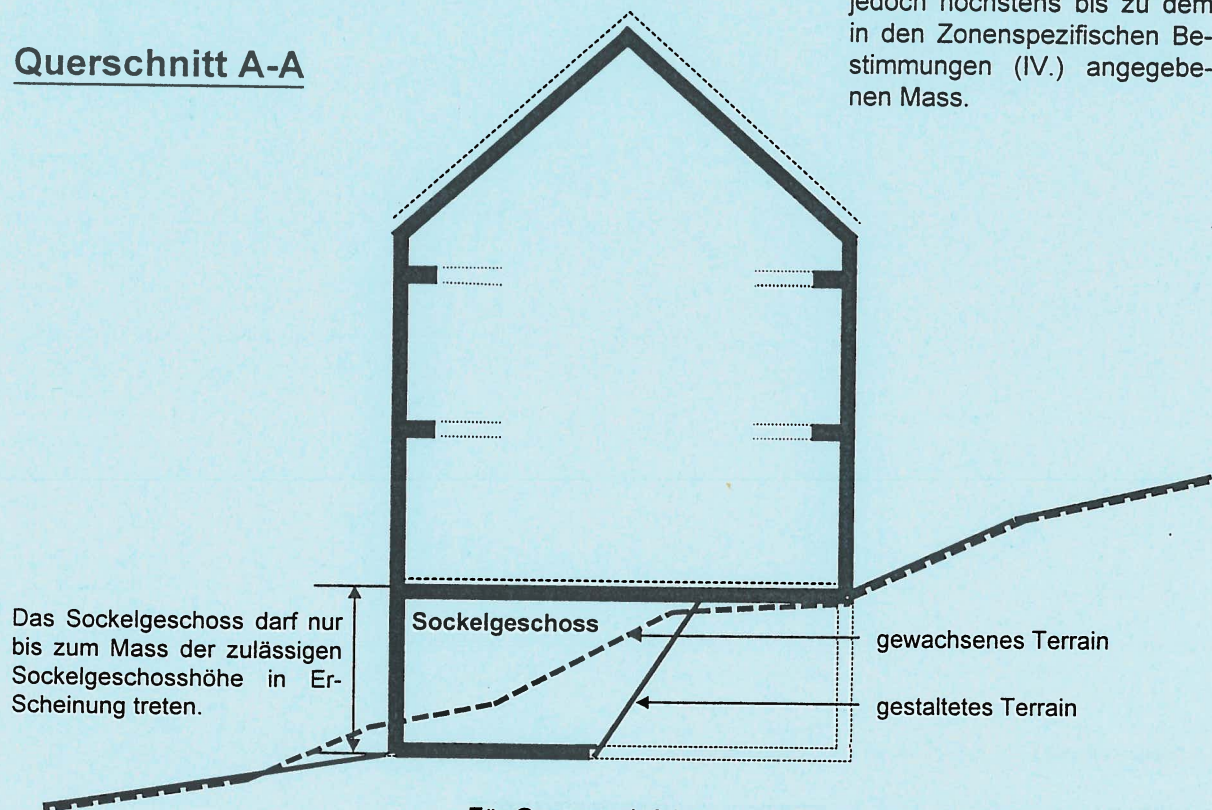 jedoch höchstens bis zu dem
in den Zonenspezifischen Be-
stimmungen (IV.) angegebe-
nen Mass.
Querschnitt A-A
Das Sockelgeschoss darf nur
bis zum Mass der zulässigen
Sockelgeschosshöhe in Er-
Scheinung treten.
Sockelgeschoss
gewachsenes Terrain
gestaltetes Terrain